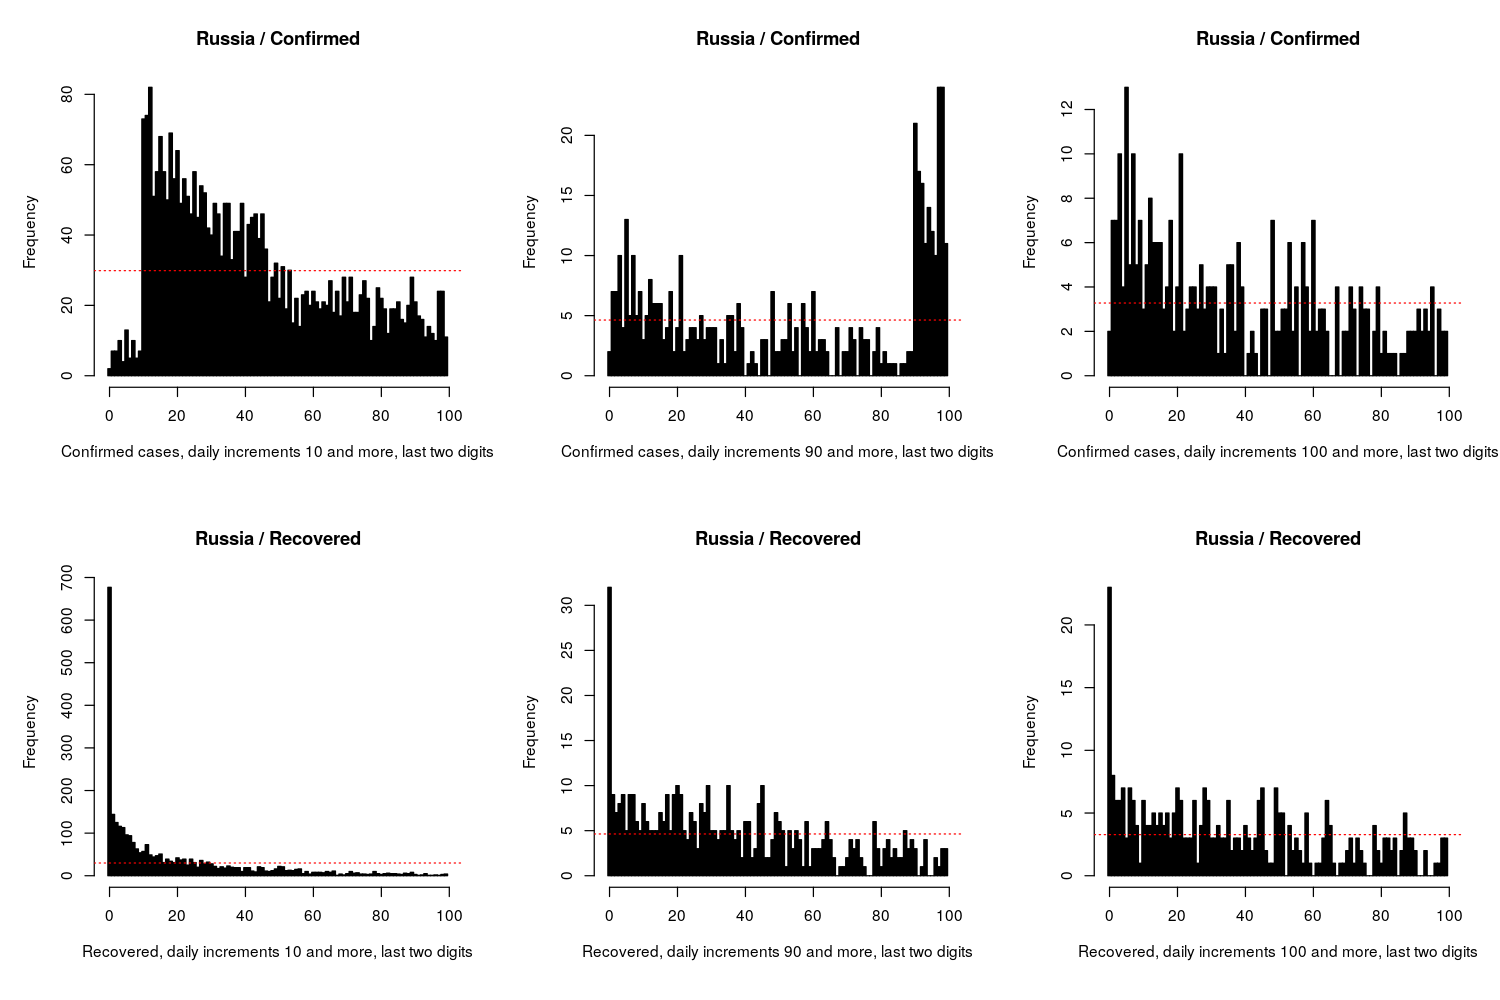 Russia / Confirmed
Frequency
0 20 40 60 80
0 20 40 60 80 100
Confirmed cases, daily increments 10 and more, last two digits
Russia / Confirmed
Frequency
0 5 10 15 20
0 20 40 60 80 100
Confirmed cases, daily increments 90 and more, last two digits
Russia / Confirmed
Frequency
0 2 4 6 8 10 12
0 20 40 60 80 100
Confirmed cases, daily increments 100 and more, last two digits
Russia / Recovered
Frequency
0 100 200 300 400 500 600 700
0 20 40 60 80 100
Recovered, daily increments 10 and more, last two digits
Russia / Recovered
Frequency
0 5 10 15 20 25 30
0 20 40 60 80 100
Recovered, daily increments 90 and more, last two digits
Russia / Recovered
Frequency
0 5 10 15 20
0 20 40 60 80 100
Recovered, daily increments 100 and more, last two digits